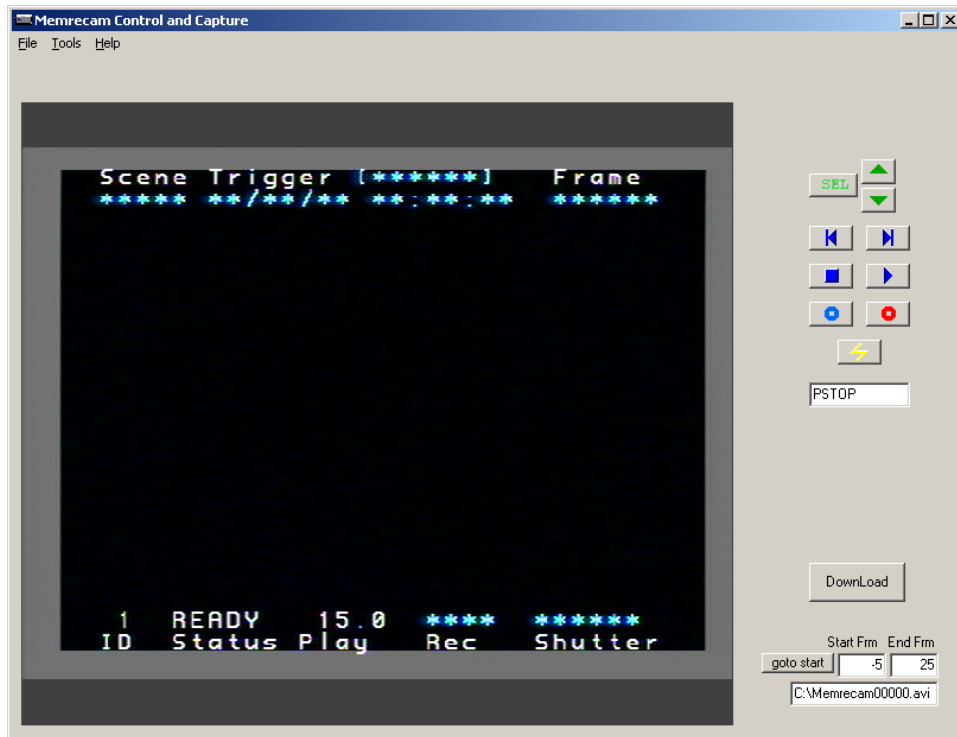 Memrecam Control and Capture
File Tools Help
Scene Trigger [******] Frame
***** **/**/** **:**:** ******
SEL
PSTOP
DownLoad
1 READY 15.0 **** ******
ID Status Play Rec Shutter
Start Frm End Frm
goto start -5 25
C:\Memrecam00000.avi